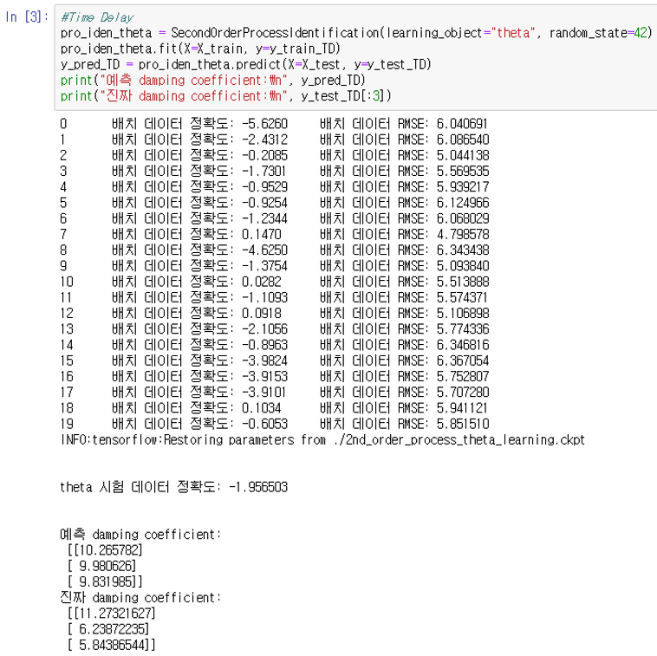 In [3]: #Time Delay
pro_iden_theta = SecondOrderProcessIdentification(learning_object="theta", random_state=42)
pro_iden_theta.fit(X=X_train, y=y_train_TD)
y_pred_TD = pro_iden_theta.predict(X=X_test, y=y_test_TD)
print("예측 damping coefficient:₩n", y_pred_TD)
print("진짜 damping coefficient:₩n", y_test_TD[:3])
0 배치 데이터 정확도: -5.6260 배치 데이터 RMSE: 6.040691
1 배치 데이터 정확도: -2.4312 배치 데이터 RMSE: 6.086540
2 배치 데이터 정확도: -0.2085 배치 데이터 RMSE: 5.044138
3 배치 데이터 정확도: -1.7301 배치 데이터 RMSE: 5.569535
4 배치 데이터 정확도: -0.9529 배치 데이터 RMSE: 5.939217
5 배치 데이터 정확도: -0.9254 배치 데이터 RMSE: 6.124966
6 배치 데이터 정확도: -1.2344 배치 데이터 RMSE: 6.068029
7 배치 데이터 정확도: 0.1470 배치 데이터 RMSE: 4.798578
8 배치 데이터 정확도: -4.6250 배치 데이터 RMSE: 6.343438
9 배치 데이터 정확도: -1.3754 배치 데이터 RMSE: 5.093840
10 배치 데이터 정확도: 0.0282 배치 데이터 RMSE: 5.513888
11 배치 데이터 정확도: -1.1093 배치 데이터 RMSE: 5.574371
12 배치 데이터 정확도: 0.0918 배치 데이터 RMSE: 5.106898
13 배치 데이터 정확도: -2.1056 배치 데이터 RMSE: 5.774336
14 배치 데이터 정확도: -0.8963 배치 데이터 RMSE: 6.346816
15 배치 데이터 정확도: -3.9824 배치 데이터 RMSE: 6.367054
16 배치 데이터 정확도: -3.9153 배치 데이터 RMSE: 5.752807
17 배치 데이터 정확도: -3.9101 배치 데이터 RMSE: 5.707280
18 배치 데이터 정확도: 0.1034 배치 데이터 RMSE: 5.941121
19 배치 데이터 정확도: -0.6053 배치 데이터 RMSE: 5.851510
INFO:tensorflow:Restoring parameters from ./2nd_order_process_theta_learning.ckpt
theta 시험 데이터 정확도: -1.956503
예측 damping coefficient:
[[10.265782]
[ 9.980626]
[ 9.831985]]
진짜 damping coefficient:
[[11.27321627]
[ 6.23872235]
[ 5.84386544]]